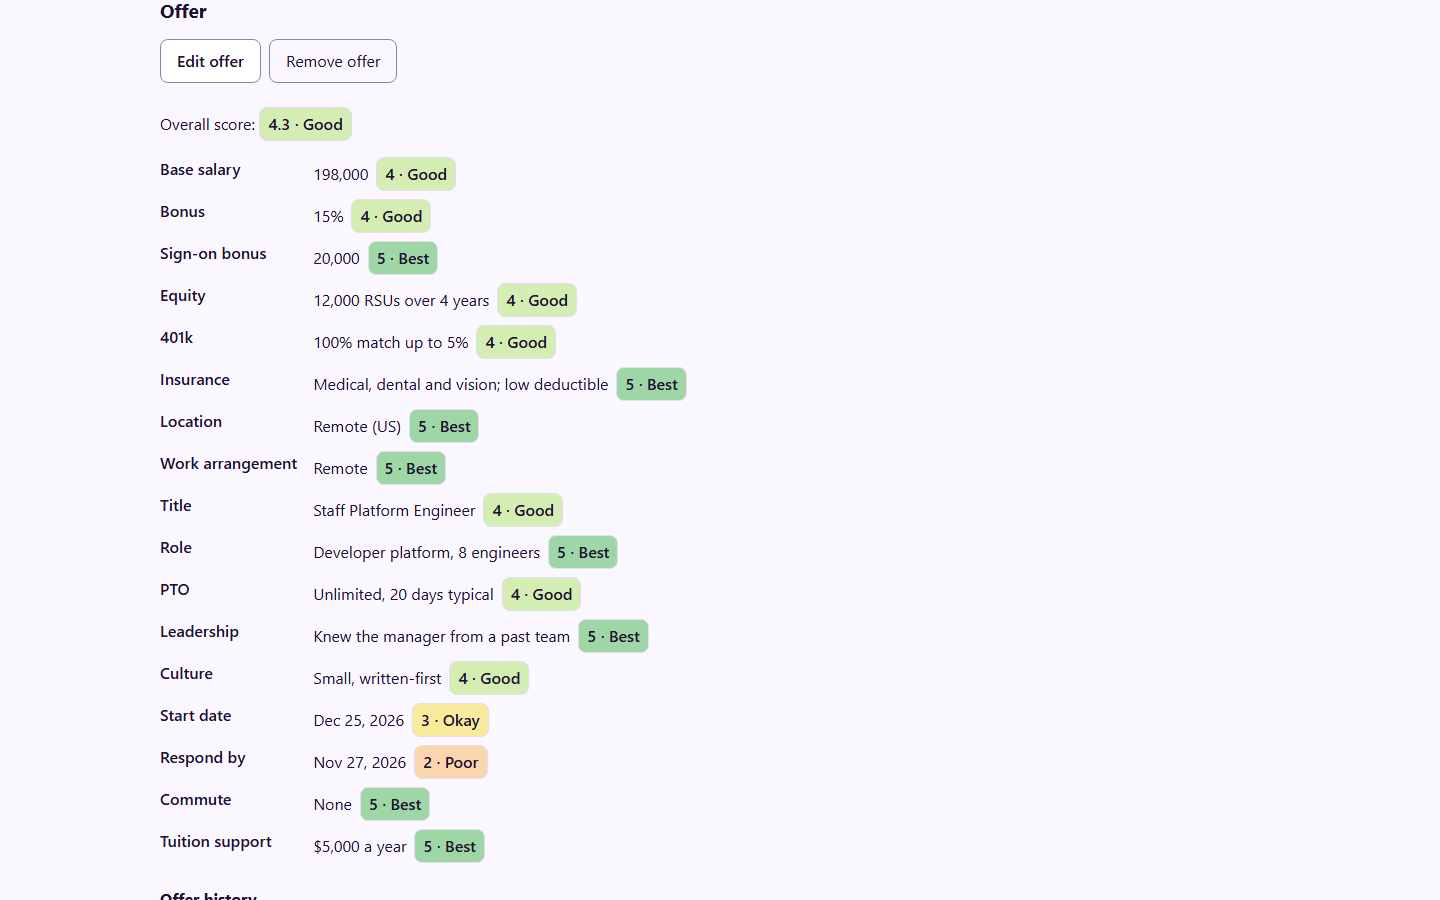 Offer
Edit offer Remove offer
Overall score: 4.3 · Good
Base salary 198,000 4 · Good
Bonus 15% 4 · Good
Sign-on bonus 20,000 5 · Best
Equity 12,000 RSUs over 4 years 4 · Good
401k 100% match up to 5% 4 · Good
Insurance Medical, dental and vision; low deductible 5 · Best
Location Remote (US) 5 · Best
Work arrangement Remote 5 · Best
Title Staff Platform Engineer 4 · Good
Role Developer platform, 8 engineers 5 · Best
PTO Unlimited, 20 days typical 4 · Good
Leadership Knew the manager from a past team 5 · Best
Culture Small, written-first 4 · Good
Start date Dec 25, 2026 3 · Okay
Respond by Nov 27, 2026 2 · Poor
Commute None 5 · Best
Tuition support $5,000 a year 5 · Best
Offer history